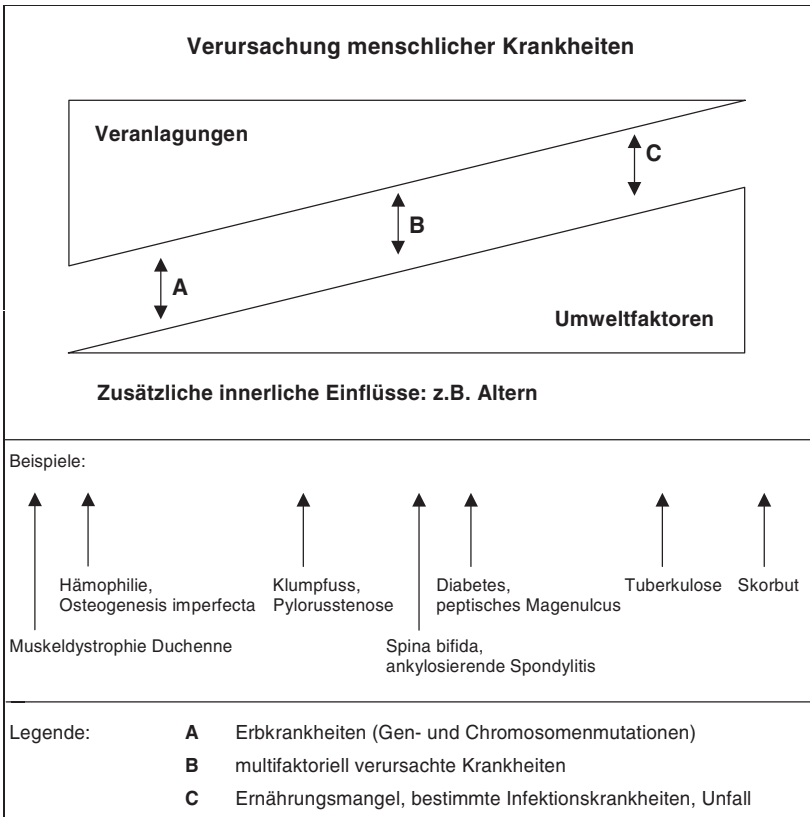 Verursachung menschlicher Krankheiten
Veranlagungen
C
B
A
Umweltfaktoren
Zusätzliche innerliche Einflüsse: z.B. Altern
Beispiele:
Hämophilie,
Osteogenesis imperfecta
Klumpfuss,
Pylorusstenose
Diabetes,
peptisches Magenulcus
Tuberkulose
Skorbut
Muskeldystrophie Duchenne
Spina bifida,
ankylosierende Spondylitis
Legende:
A Erbkrankheiten (Gen- und Chromosomenmutationen)
B multifaktoriell verursachte Krankheiten
C Ernährungsmangel, bestimmte Infektionskrankheiten, Unfall